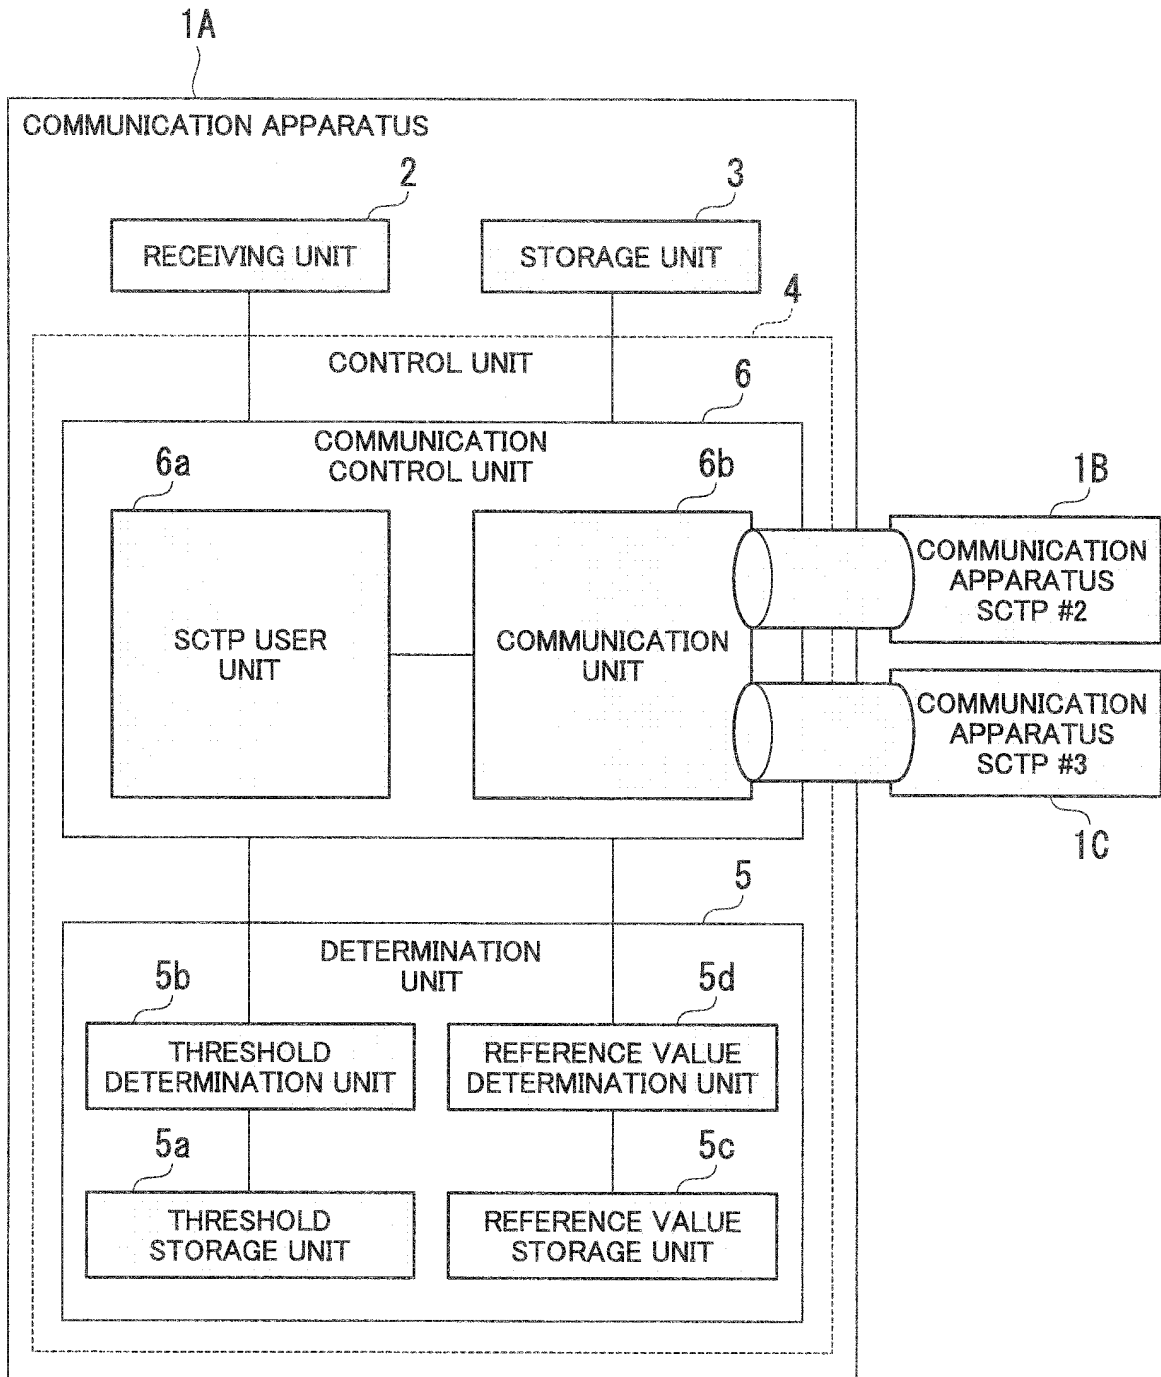 1A
COMMUNICATION APPARATUS
2
3
RECEIVING UNIT
STORAGE UNIT
4
CONTROL UNIT
6
COMMUNICATION
CONTROL UNIT
6a
6b
1B
SCTP USER
UNIT
COMMUNICATION
UNIT
COMMUNICATION
APPARATUS
SCTP #2
COMMUNICATION
APPARATUS
SCTP #3
1C
5
DETERMINATION
UNIT
5b
5d
THRESHOLD
DETERMINATION UNIT
REFERENCE VALUE
DETERMINATION UNIT
5a
5c
THRESHOLD
STORAGE UNIT
REFERENCE VALUE
STORAGE UNIT